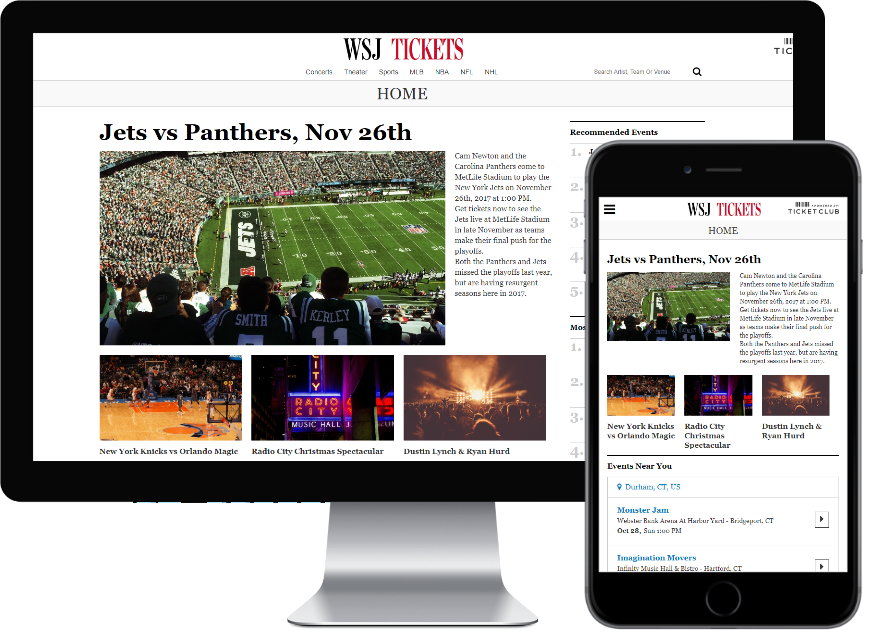 WSJ TICKETS
Concerts Theater Sports MLB NBA NFL NHL
Search Artist, Team Or Venue
HOME
Jets vs Panthers, Nov 26th
JETS
SMITH
KERLEY
11 11
Cam Newton and the
Carolina Panthers come to
MetLife Stadium to play the
New York Jets on November
26th, 2017 at 1:00 PM.
Get tickets now to see the
Jets live at MetLife Stadium
in late November as teams
make their final push for the
playoffs.
Both the Panthers and Jets
missed the playoffs last year,
but are having resurgent
seasons here in 2017.
Recommended Events
1.
2.
3.
4.
5.
Mos
1.
2.
3.
4.
CITY
RADIO
CITY
MUSIC HALL
New York Knicks vs Orlando Magic
Radio City Christmas Spectacular
Dustin Lynch & Ryan Hurd
WSJ TICKETS
TICKETCLUB
HOME
Jets vs Panthers, Nov 26th
Cam Newton and the Carolina
Panthers come to MetLife Stadium
to play the New York Jets on
November 26th, 2017 at 1:00 PM.
Get tickets now to see the Jets live at
MetLife Stadium in late November
as teams make their final push for
the playoffs.
Both the Panthers and Jets missed
the playoffs last year, but are having
resurgent seasons here in 2017.
RADIO
CITY
MUSIC HALL
New York Knicks
vs Orlando Magic
Radio City
Christmas
Spectacular
Dustin Lynch &
Ryan Hurd
Events Near You
Durham, CT, US
Monster Jam
Webster Bank Arena At Harbor Yard - Bridgeport, CT
Oct 28, Sun 1:00 PM
Imagination Movers
Infinity Music Hall & Bistro - Hartford, CT